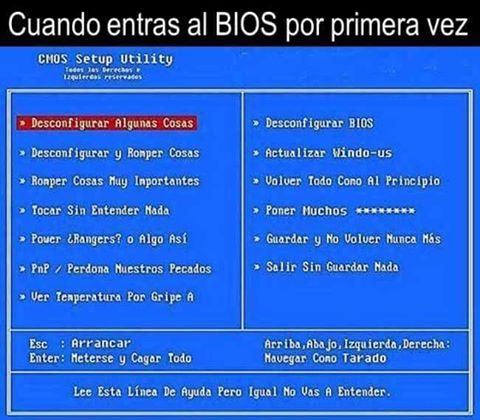 Cuando entras al BIOS por primera vez
CMOS Setup Utility
Todos los Derechos e
Izquierdos reservados
» Desconfigurar Algunas Cosas
» Desconfigurar y Romper Cosas
» Romper Cosas Muy Importantes
» Tocar Sin Entender Nada
» Power ¿Rangers? o Algo Así
» PnP / Perdona Nuestros Pecados
» Ver Temperatura Por Gripe A
» Desconfigurar BIOS
» Actualizar Windo-us
» Volver Todo Como Al Principio
» Poner Muchos ********
» Guardar y No Volver Nunca Más
» Salir Sin Guardar Nada
Esc : Arrancar
Enter: Meterse y Cagar Todo
Arriba,Abajo,Izquierda,Derecha:
Navegar Como Tarado
Lee Esta Línea De Ayuda Pero Igual No Vas A Entender.